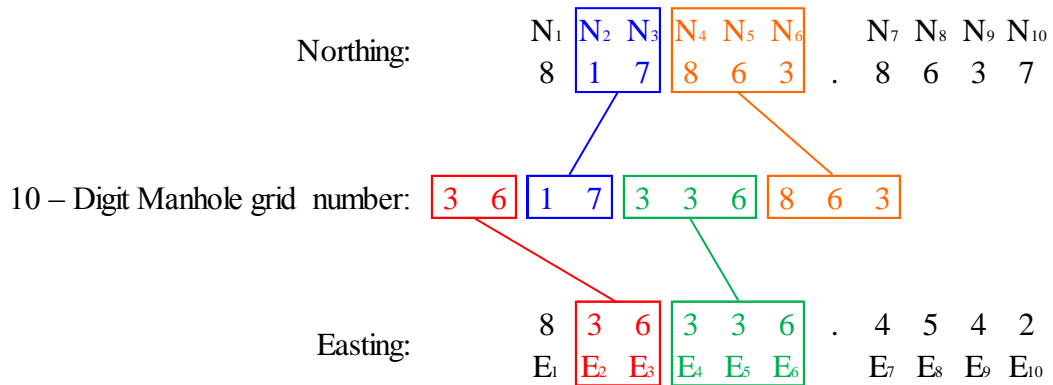 N₁ N₂ N₃ N₄ N₅ N₆ N₇ N₈ N₉ N₁₀
Northing: 8 1 7 8 6 3 . 8 6 3 7
10 – Digit Manhole grid number: 3 6 1 7 3 3 6 8 6 3
Easting: 8 3 6 3 3 6 . 4 5 4 2
E₁ E₂ E₃ E₄ E₅ E₆ E₇ E₈ E₉ E₁₀